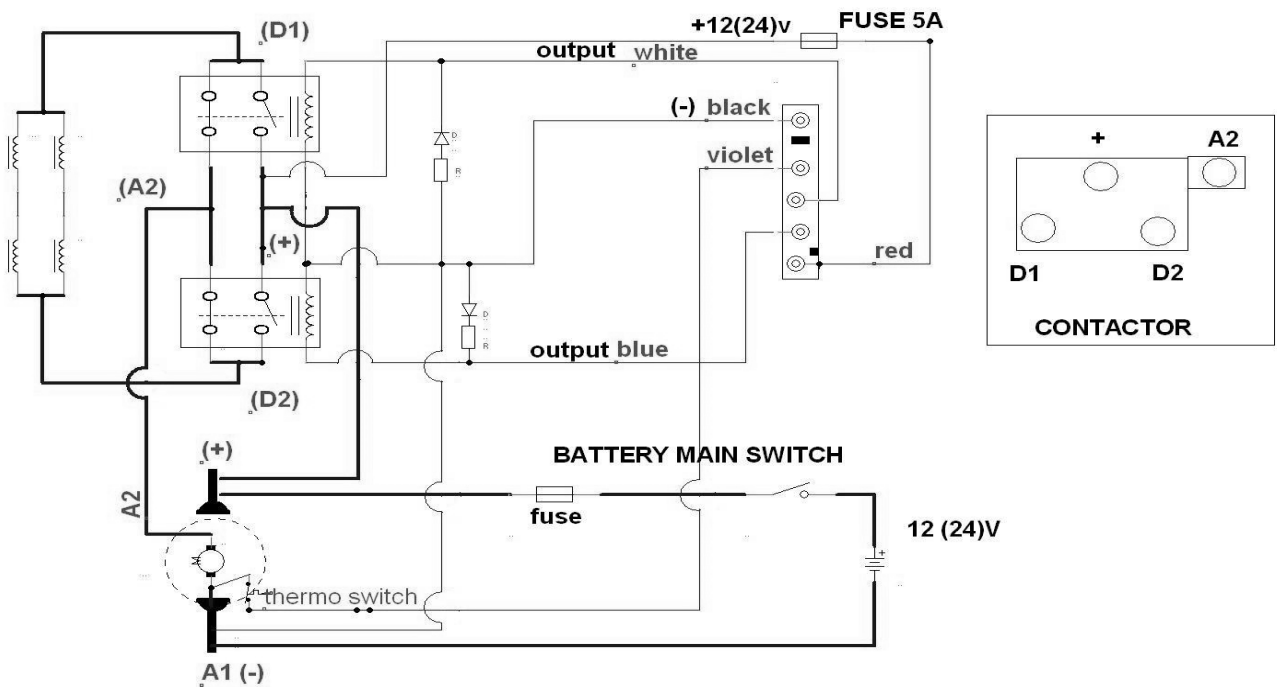 +12(24)v
FUSE 5A
(D1)
output white
(-) black
violet
(A2)
(+)
red
output blue
(D2)
(+)
BATTERY MAIN SWITCH
A2
fuse
12 (24)V
+
M
thermo switch
A1 (-)
D
R
D
R
+
A2
D1
D2
CONTACTOR